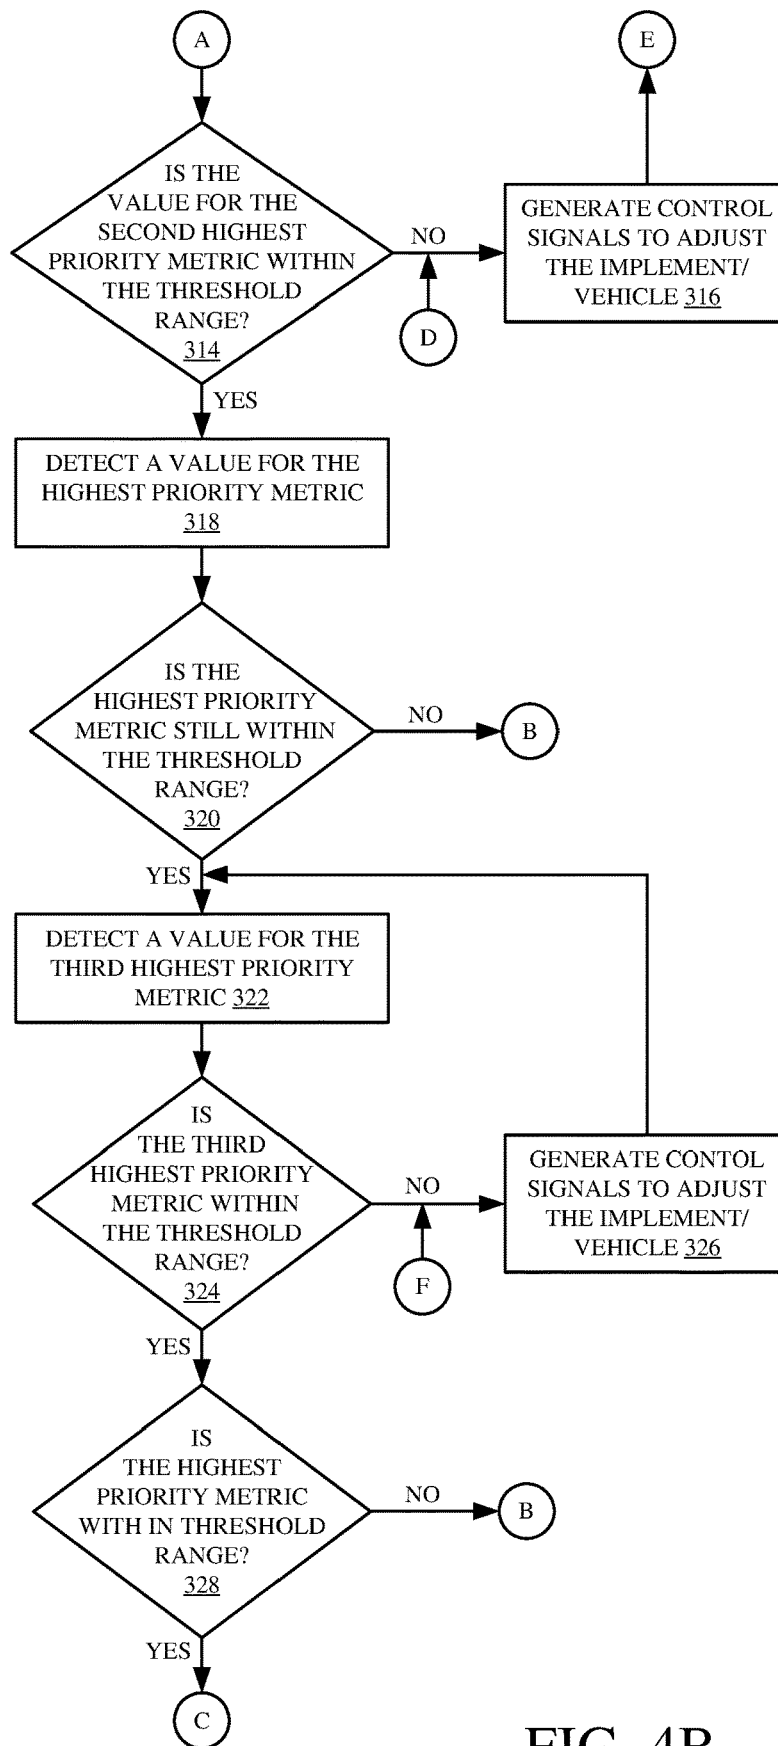 A
E
IS THE
VALUE FOR THE
SECOND HIGHEST
PRIORITY METRIC WITHIN
THE THRESHOLD
RANGE?
314
NO
GENERATE CONTROL
SIGNALS TO ADJUST
THE IMPLEMENT/
VEHICLE 316
D
YES
DETECT A VALUE FOR THE
HIGHEST PRIORITY METRIC
318
IS THE
HIGHEST PRIORITY
METRIC STILL WITHIN
THE THRESHOLD
RANGE?
320
NO
B
YES
DETECT A VALUE FOR THE
THIRD HIGHEST PRIORITY
METRIC 322
IS
THE THIRD
HIGHEST PRIORITY
METRIC WITHIN
THE THRESHOLD
RANGE?
324
NO
GENERATE CONTOL
SIGNALS TO ADJUST
THE IMPLEMENT/
VEHICLE 326
F
YES
IS
THE HIGHEST
PRIORITY METRIC
WITH IN THRESHOLD
RANGE?
328
NO
B
YES
C
FIG. 4B